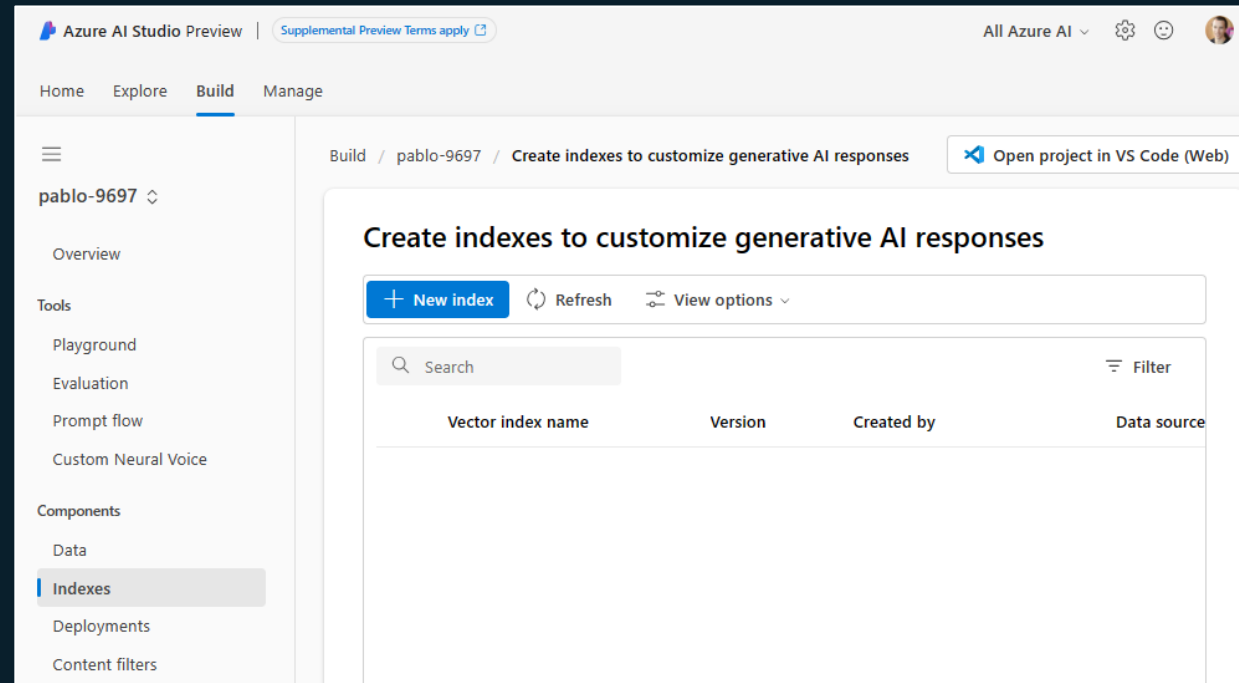 Azure AI Studio Preview | Supplemental Preview Terms apply
All Azure AI
Home Explore Build Manage
pablo-9697
Overview
Tools
Playground
Evaluation
Prompt flow
Custom Neural Voice
Components
Data
Indexes
Deployments
Content filters
Build / pablo-9697 / Create indexes to customize generative AI responses
Open project in VS Code (Web)
Create indexes to customize generative AI responses
New index Refresh View options
Search
Filter
Vector index name Version Created by Data source